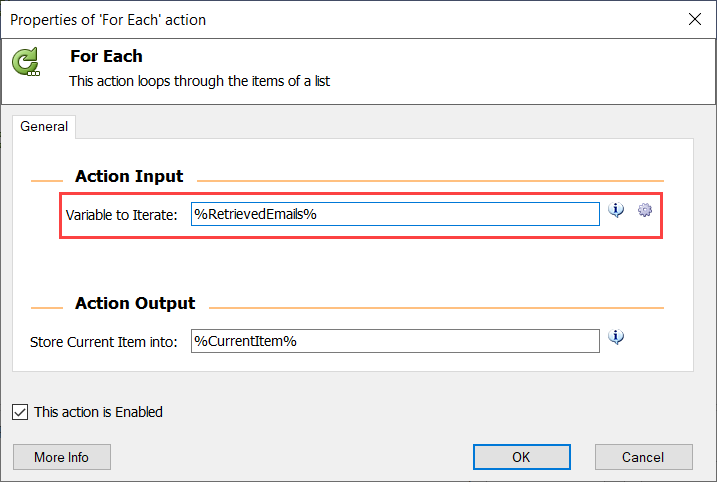 Properties of 'For Each' action
For Each
This action loops through the items of a list
General
Action Input
Variable to Iterate: %RetrievedEmails%
Action Output
Store Current Item into: %CurrentItem%
This action is Enabled
More Info OK Cancel